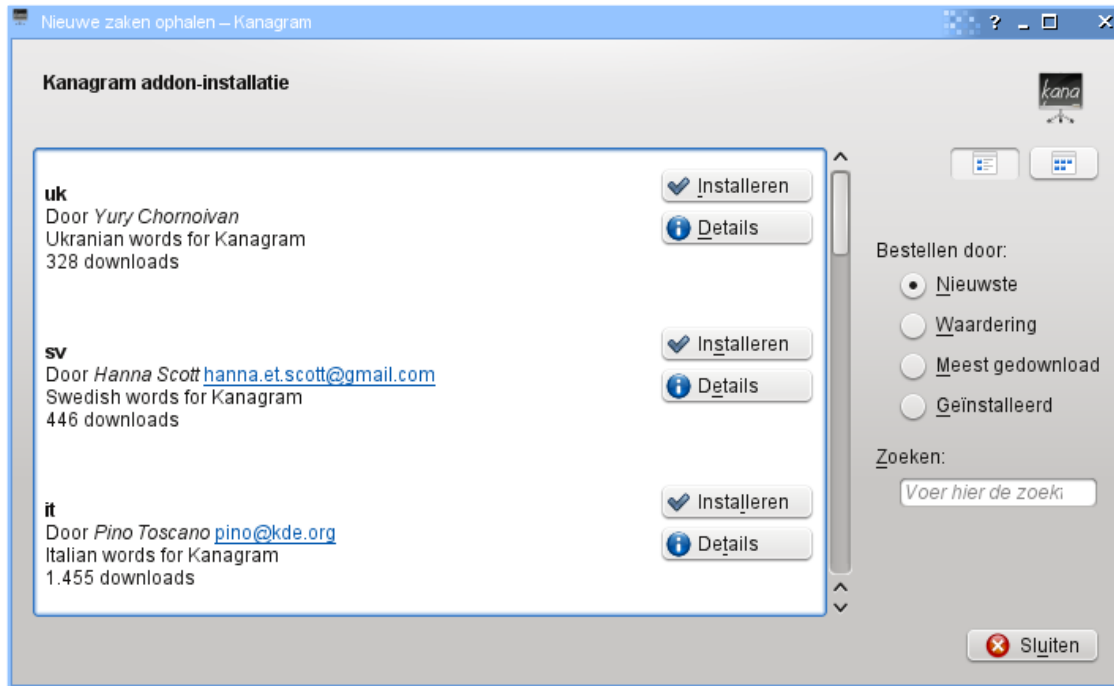 Nieuwe zaken ophalen – Kanagram
Kanagram addon-installatie
kana
uk
Door Yury Chornoivan
Ukranian words for Kanagram
328 downloads
Installeren
Details
sv
Door Hanna Scott hanna.et.scott@gmail.com
Swedish words for Kanagram
446 downloads
Installeren
Details
it
Door Pino Toscano pino@kde.org
Italian words for Kanagram
1.455 downloads
Installeren
Details
Bestellen door:
Nieuwste
Waardering
Meest gedownload
Geïnstalleerd
Zoeken:
Voer hier de
Sluiten